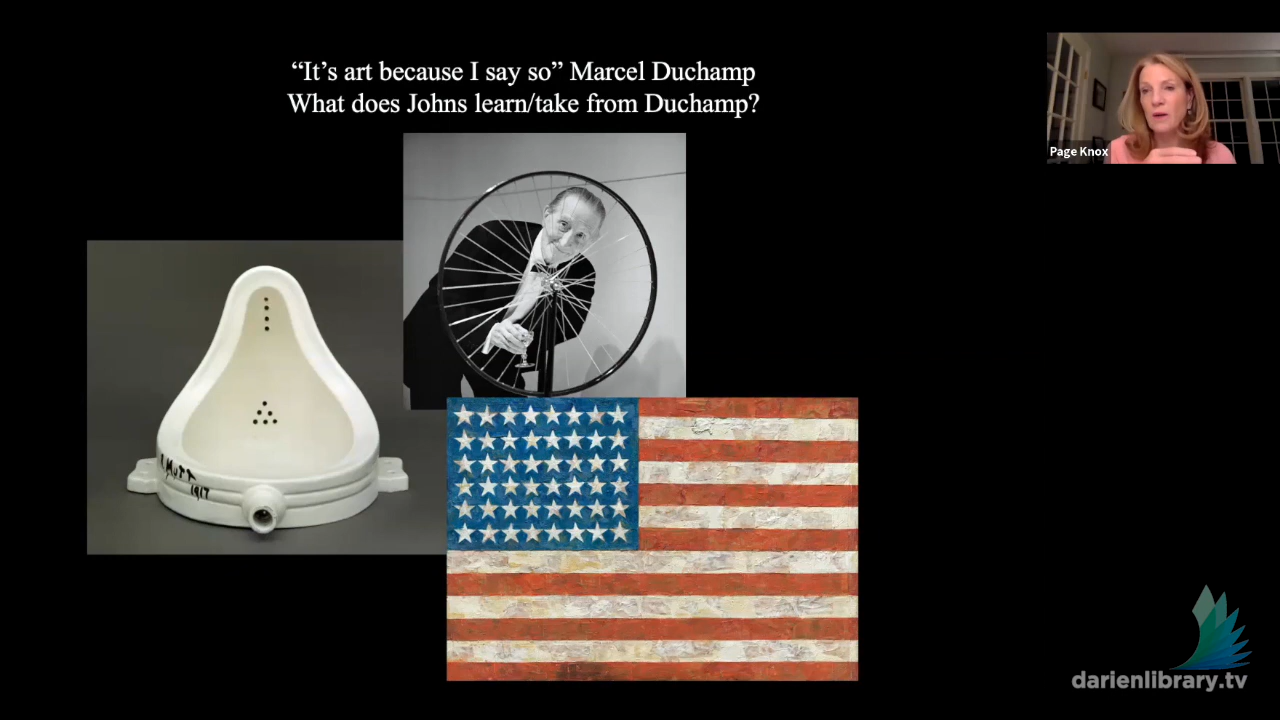 “It’s art because I say so” Marcel Duchamp
What does Johns learn/take from Duchamp?
Page Knox
1917
darienlibrary.tv